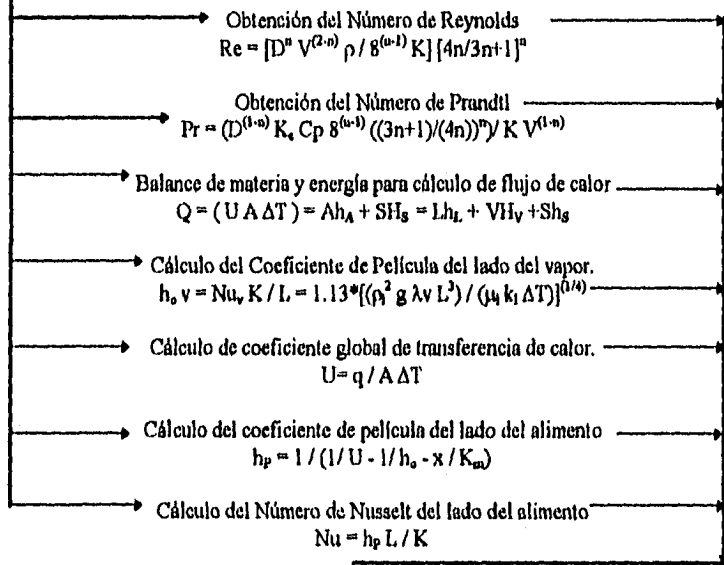 Obtención del Número de Reynolds
Re = [Dⁿ V⁽²⁻ⁿ⁾ ρ / 8⁽ⁿ⁻¹⁾ K] [4n/3n+1]ⁿ
Obtención del Número de Prandtl
Pr = (D⁽¹⁻ⁿ⁾ Kₑ Cp 8⁽ⁿ⁻¹⁾ ((3n+1)/(4n))ⁿ)/ K V⁽¹⁻ⁿ⁾
Balance de materia y energía para cálculo de flujo de calor
Q = ( U A ΔT ) = Ah_A + SH_S = Lh_L + VH_V +Sh_S
Cálculo del Coeficiente de Película del lado del vapor.
h_o v = Nu_v K / L = 1.13*[(ρ_l² g λv L³) / (μ_l k_l ΔT)]^(1/4)
Cálculo de coeficiente global de transferencia de calor.
U= q / A ΔT
Cálculo del coeficiente de película del lado del alimento
h_P = 1 / (1/ U - 1/ h_o - x / K_m)
Cálculo del Número de Nusselt del lado del alimento
Nu = h_P L / K